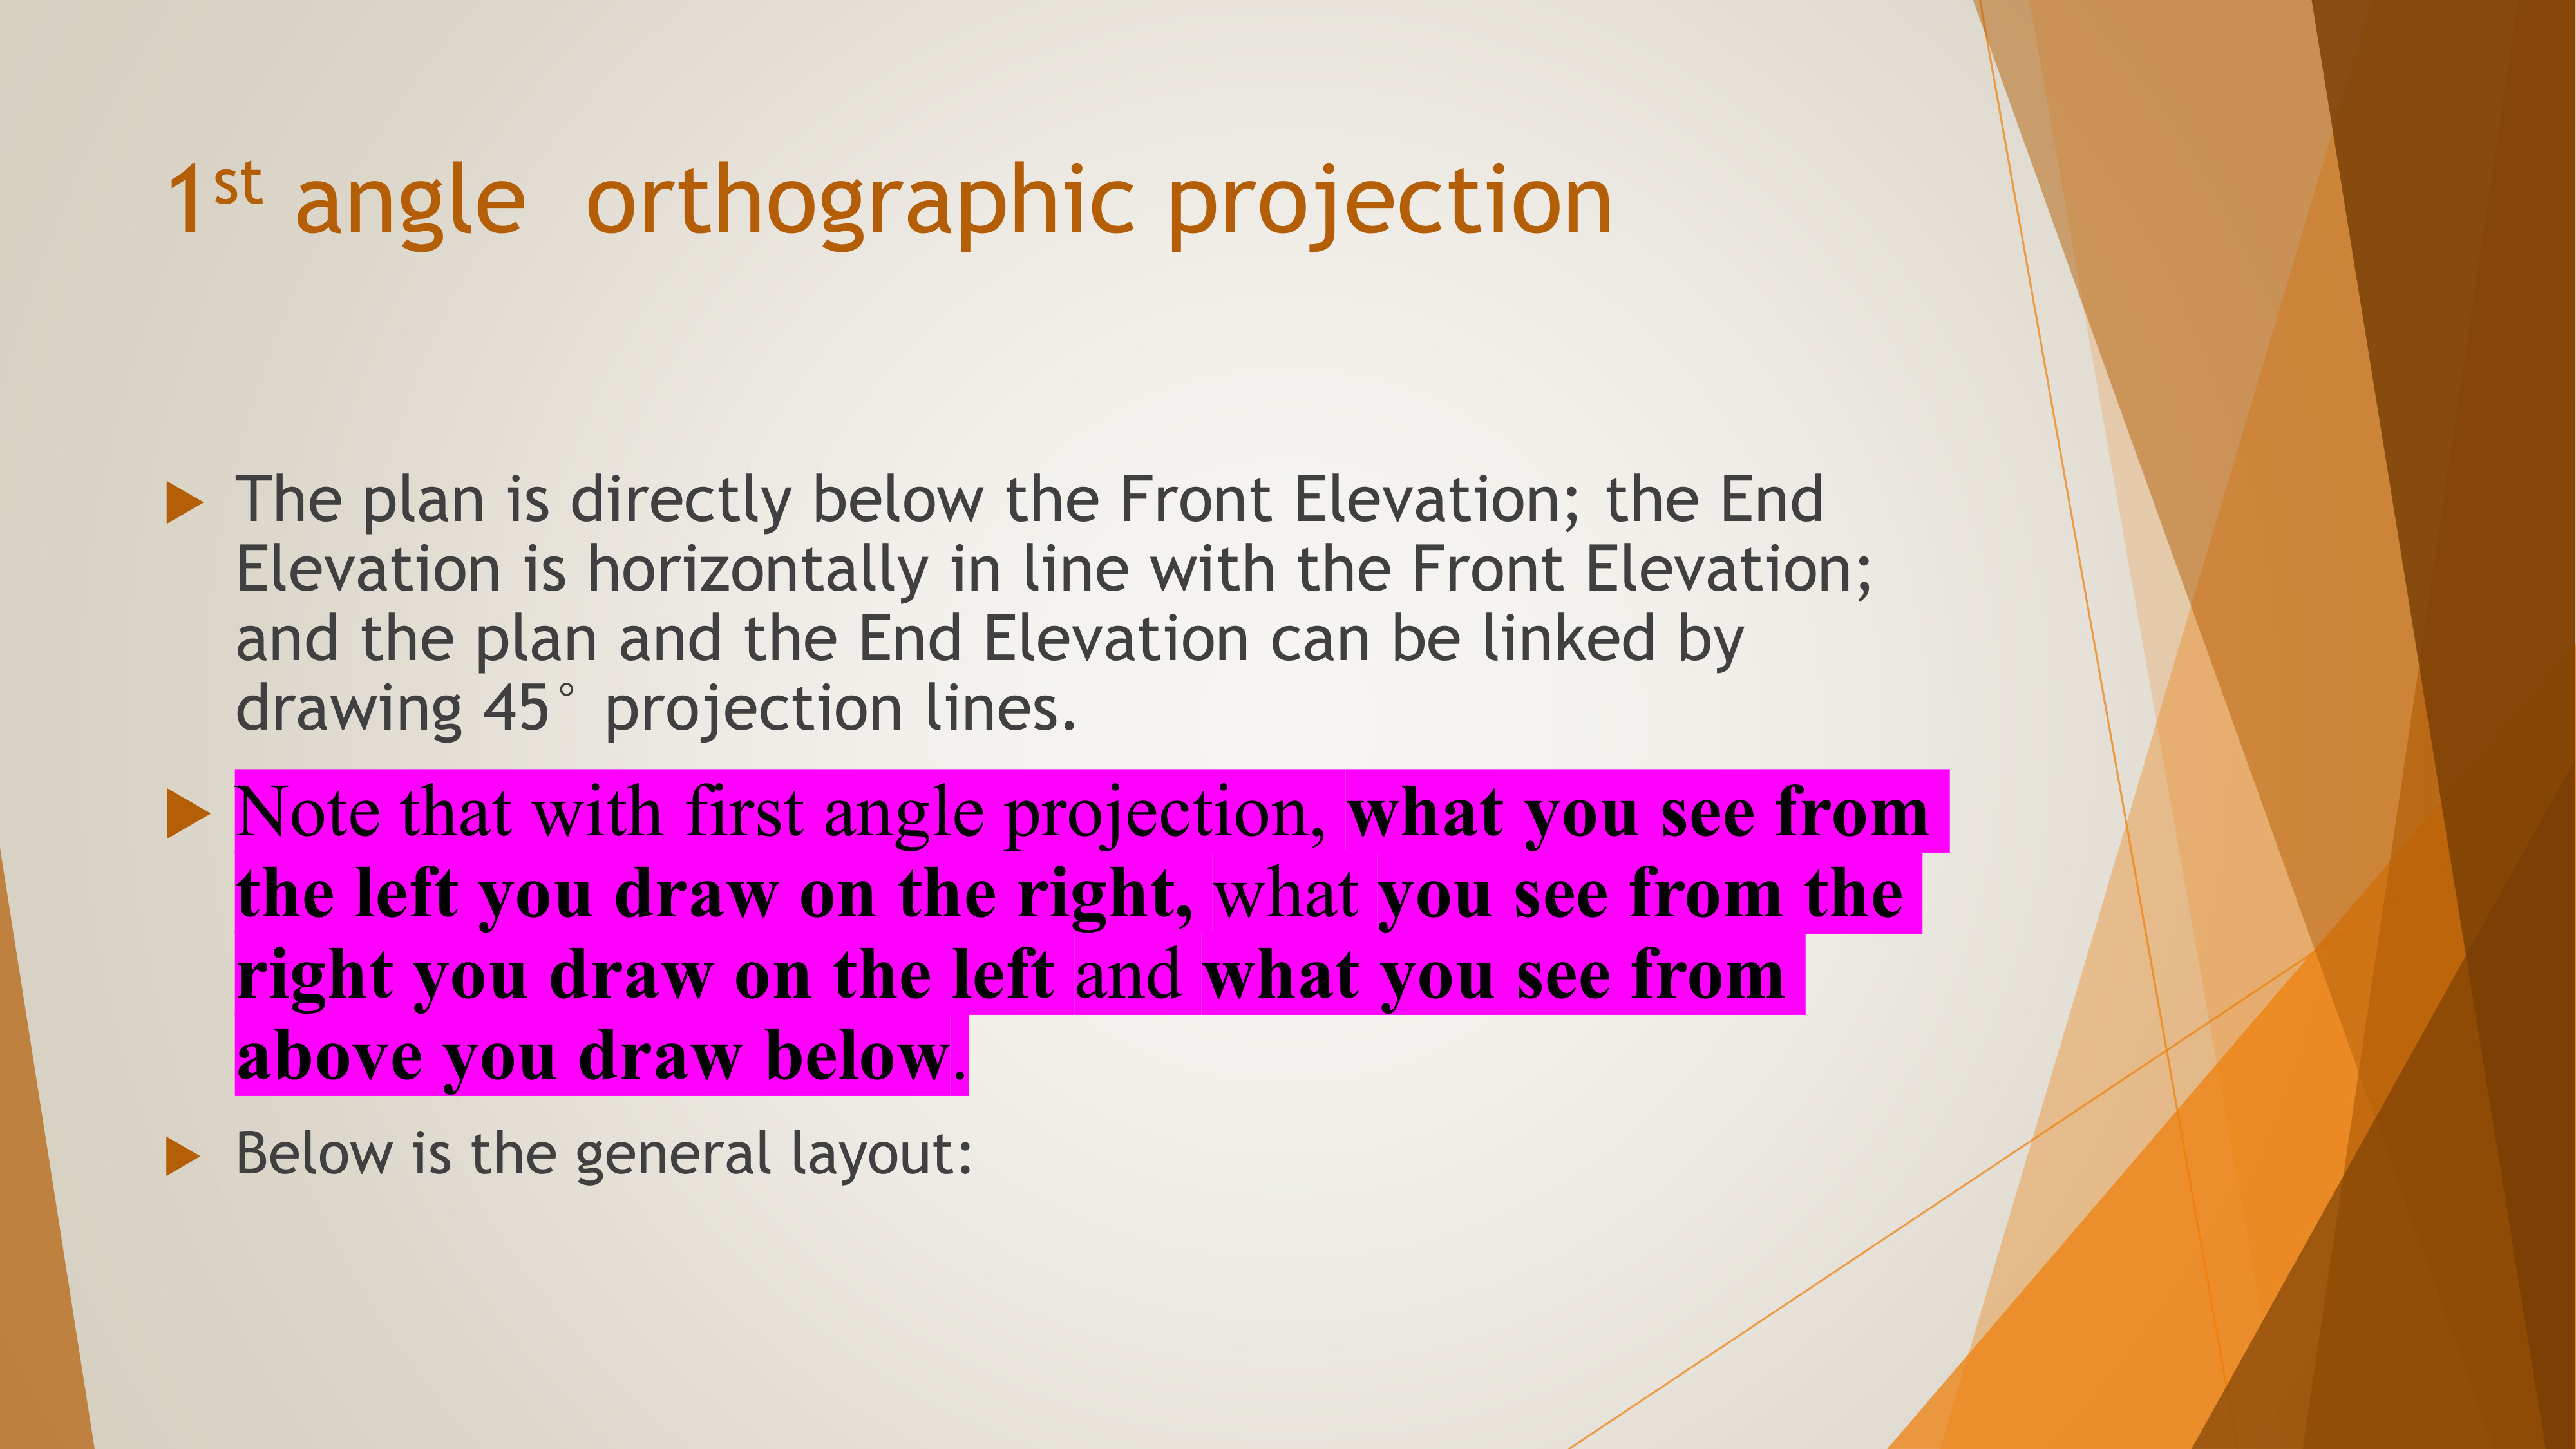 1st angle  orthographic projection
The plan is directly below the Front Elevation; the End
Elevation is horizontally in line with the Front Elevation;
and the plan and the End Elevation can be linked by
drawing 45° projection lines.
Note that with first angle projection, what you see from
the left you draw on the right, what you see from the
right you draw on the left and what you see from
above you draw below.
Below is the general layout: